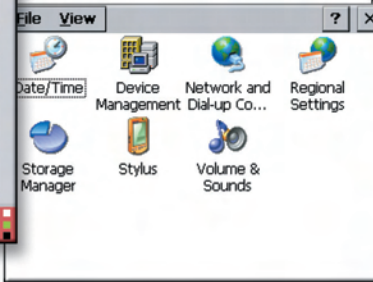 File View ? X
Date/Time Device Network and Regional
Management Dial-up Co... Settings
Storage Stylus Volume &
Manager Sounds